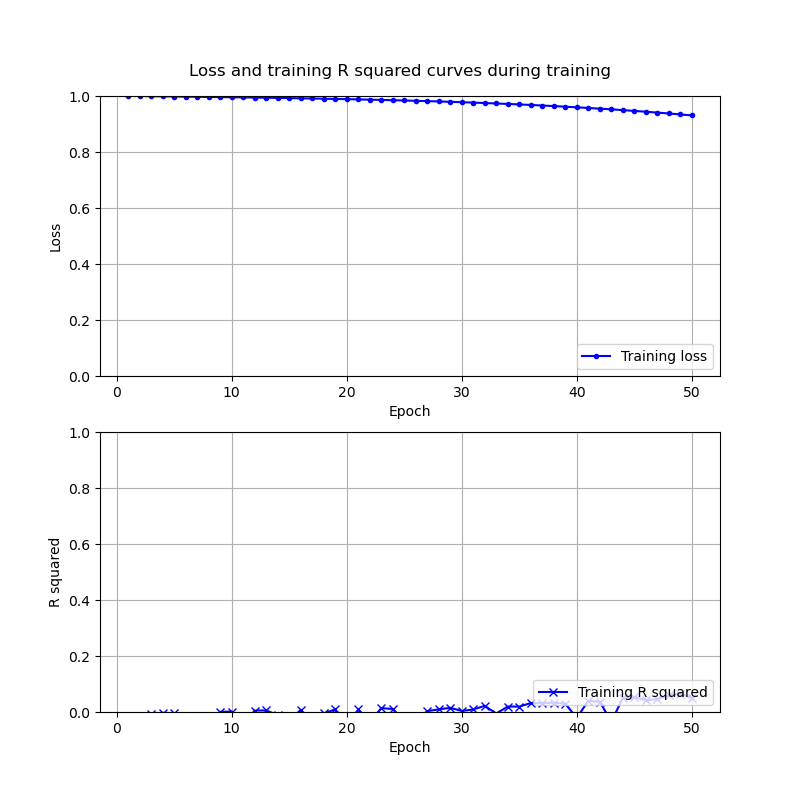 Loss and training R squared curves during training
1.0
0.8
0.6
0.4
0.2
0.0
Loss
Training loss
0 10 20 30 40 50
Epoch
1.0
0.8
0.6
0.4
0.2
0.0
R squared
Training R squared
0 10 20 30 40 50
Epoch